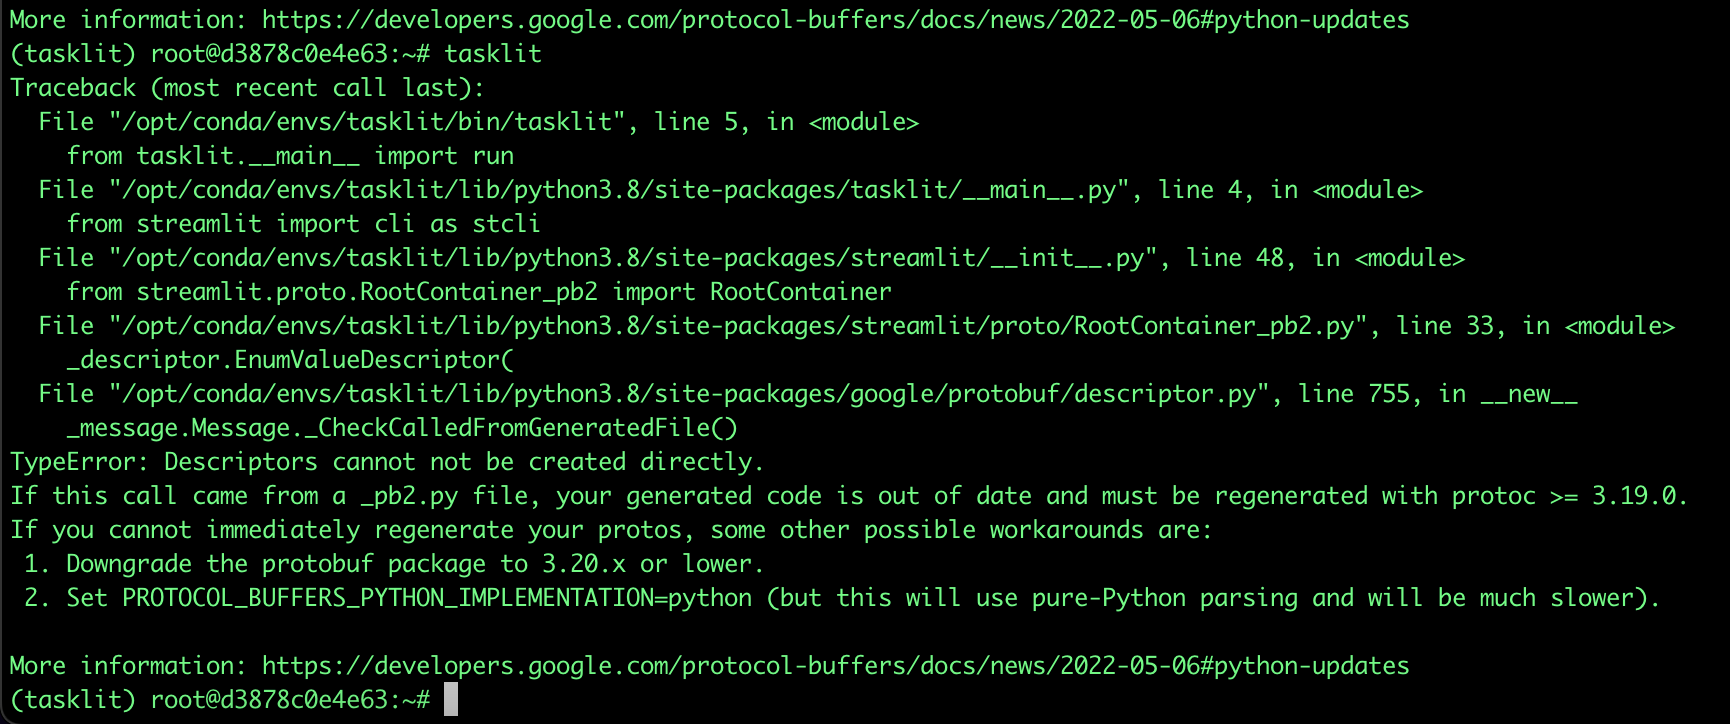 More information: https://developers.google.com/protocol-buffers/docs/news/2022-05-06#python-updates
(tasklit) root@d3878c0e4e63:~# tasklit
Traceback (most recent call last):
  File "/opt/conda/envs/tasklit/bin/tasklit", line 5, in <module>
    from tasklit.__main__ import run
  File "/opt/conda/envs/tasklit/lib/python3.8/site-packages/tasklit/__main__.py", line 4, in <module>
    from streamlit import cli as stcli
  File "/opt/conda/envs/tasklit/lib/python3.8/site-packages/streamlit/__init__.py", line 48, in <module>
    from streamlit.proto.RootContainer_pb2 import RootContainer
  File "/opt/conda/envs/tasklit/lib/python3.8/site-packages/streamlit/proto/RootContainer_pb2.py", line 33, in <module>
    _descriptor.EnumValueDescriptor(
  File "/opt/conda/envs/tasklit/lib/python3.8/site-packages/google/protobuf/descriptor.py", line 755, in __new__
    _message.Message._CheckCalledFromGeneratedFile()
TypeError: Descriptors cannot not be created directly.
If this call came from a _pb2.py file, your generated code is out of date and must be regenerated with protoc >= 3.19.0.
If you cannot immediately regenerate your protos, some other possible workarounds are:
 1. Downgrade the protobuf package to 3.20.x or lower.
 2. Set PROTOCOL_BUFFERS_PYTHON_IMPLEMENTATION=python (but this will use pure-Python parsing and will be much slower).

More information: https://developers.google.com/protocol-buffers/docs/news/2022-05-06#python-updates
(tasklit) root@d3878c0e4e63:~#